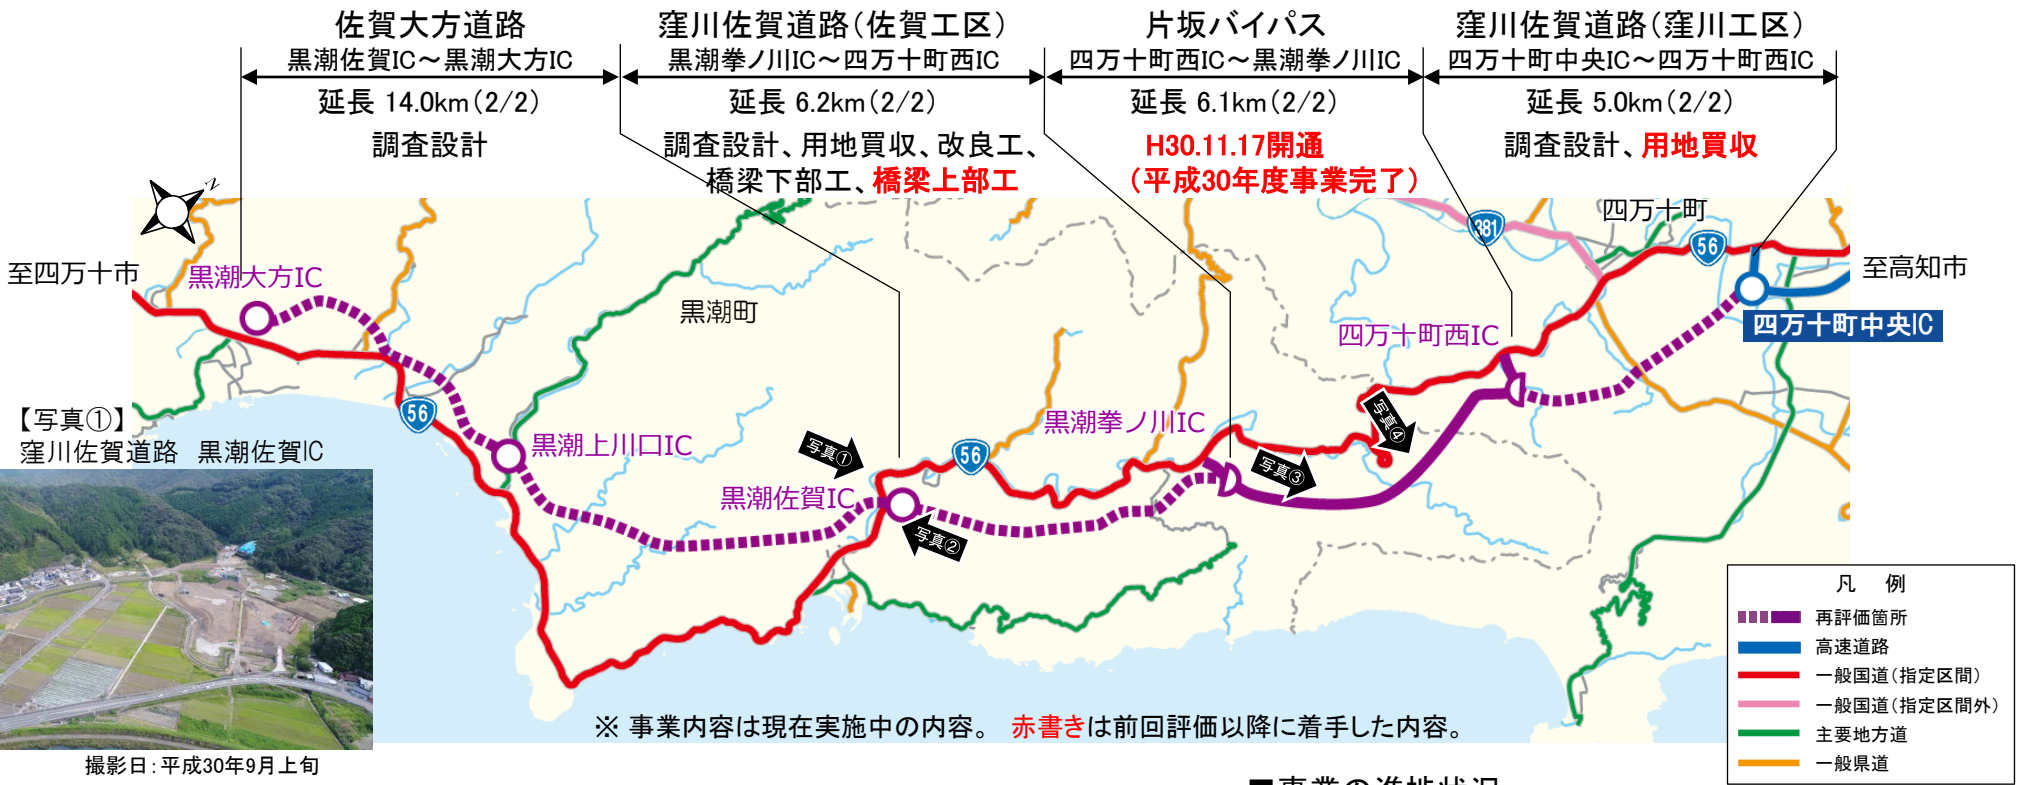 佐賀大方道路
黒潮佐賀IC～黒潮大方IC
延長 14.0km(2/2)
調査設計
窪川佐賀道路(佐賀工区)
黒潮拳ノ川IC～四万十町西IC
延長 6.2km(2/2)
調査設計、用地買収、改良工、
橋梁下部工、橋梁上部工
片坂バイパス
四万十町西IC～黒潮拳ノ川IC
延長 6.1km(2/2)
H30.11.17開通
(平成30年度事業完了)
窪川佐賀道路(窪川工区)
四万十町中央IC～四万十町西IC
延長 5.0km(2/2)
調査設計、用地買収
N
四万十町
381
56
至四万十市
黒潮大方IC
至高知市
黒潮町
四万十町中央IC
四万十町西IC
【写真①】
窪川佐賀道路 黒潮佐賀IC
56
黒潮上川口IC
写真①
56
黒潮拳ノ川IC
写真④
写真③
黒潮佐賀IC
写真②
凡 例
再評価箇所
高速道路
一般国道(指定区間)
一般国道(指定区間外)
主要地方道
一般県道
※ 事業内容は現在実施中の内容。 赤書きは前回評価以降に着手した内容。
撮影日:平成30年9月上旬
■事業の進捗状況